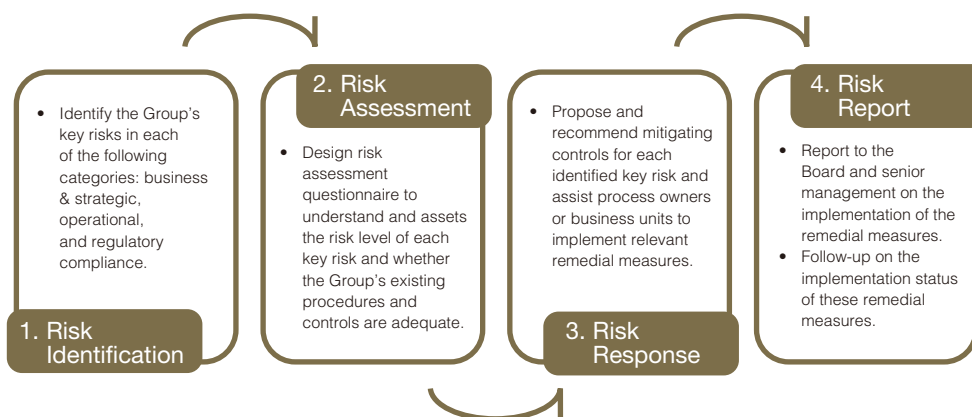 • Identify the Group's
key risks in each
of the following
categories: business
& strategic,
operational,
and regulatory
compliance.
1. Risk
Identification
2. Risk
Assessment
• Design risk
assessment
questionnaire to
understand and assets
the risk level of each
key risk and whether
the Group's existing
procedures and
controls are adequate.
• Propose and
recommend mitigating
controls for each
identified key risk and
assist process owners
or business units to
implement relevant
remedial measures.
3. Risk
Response
4. Risk
Report
• Report to the
Board and senior
management on the
implementation of the
remedial measures.
• Follow-up on the
implementation status
of these remedial
measures.